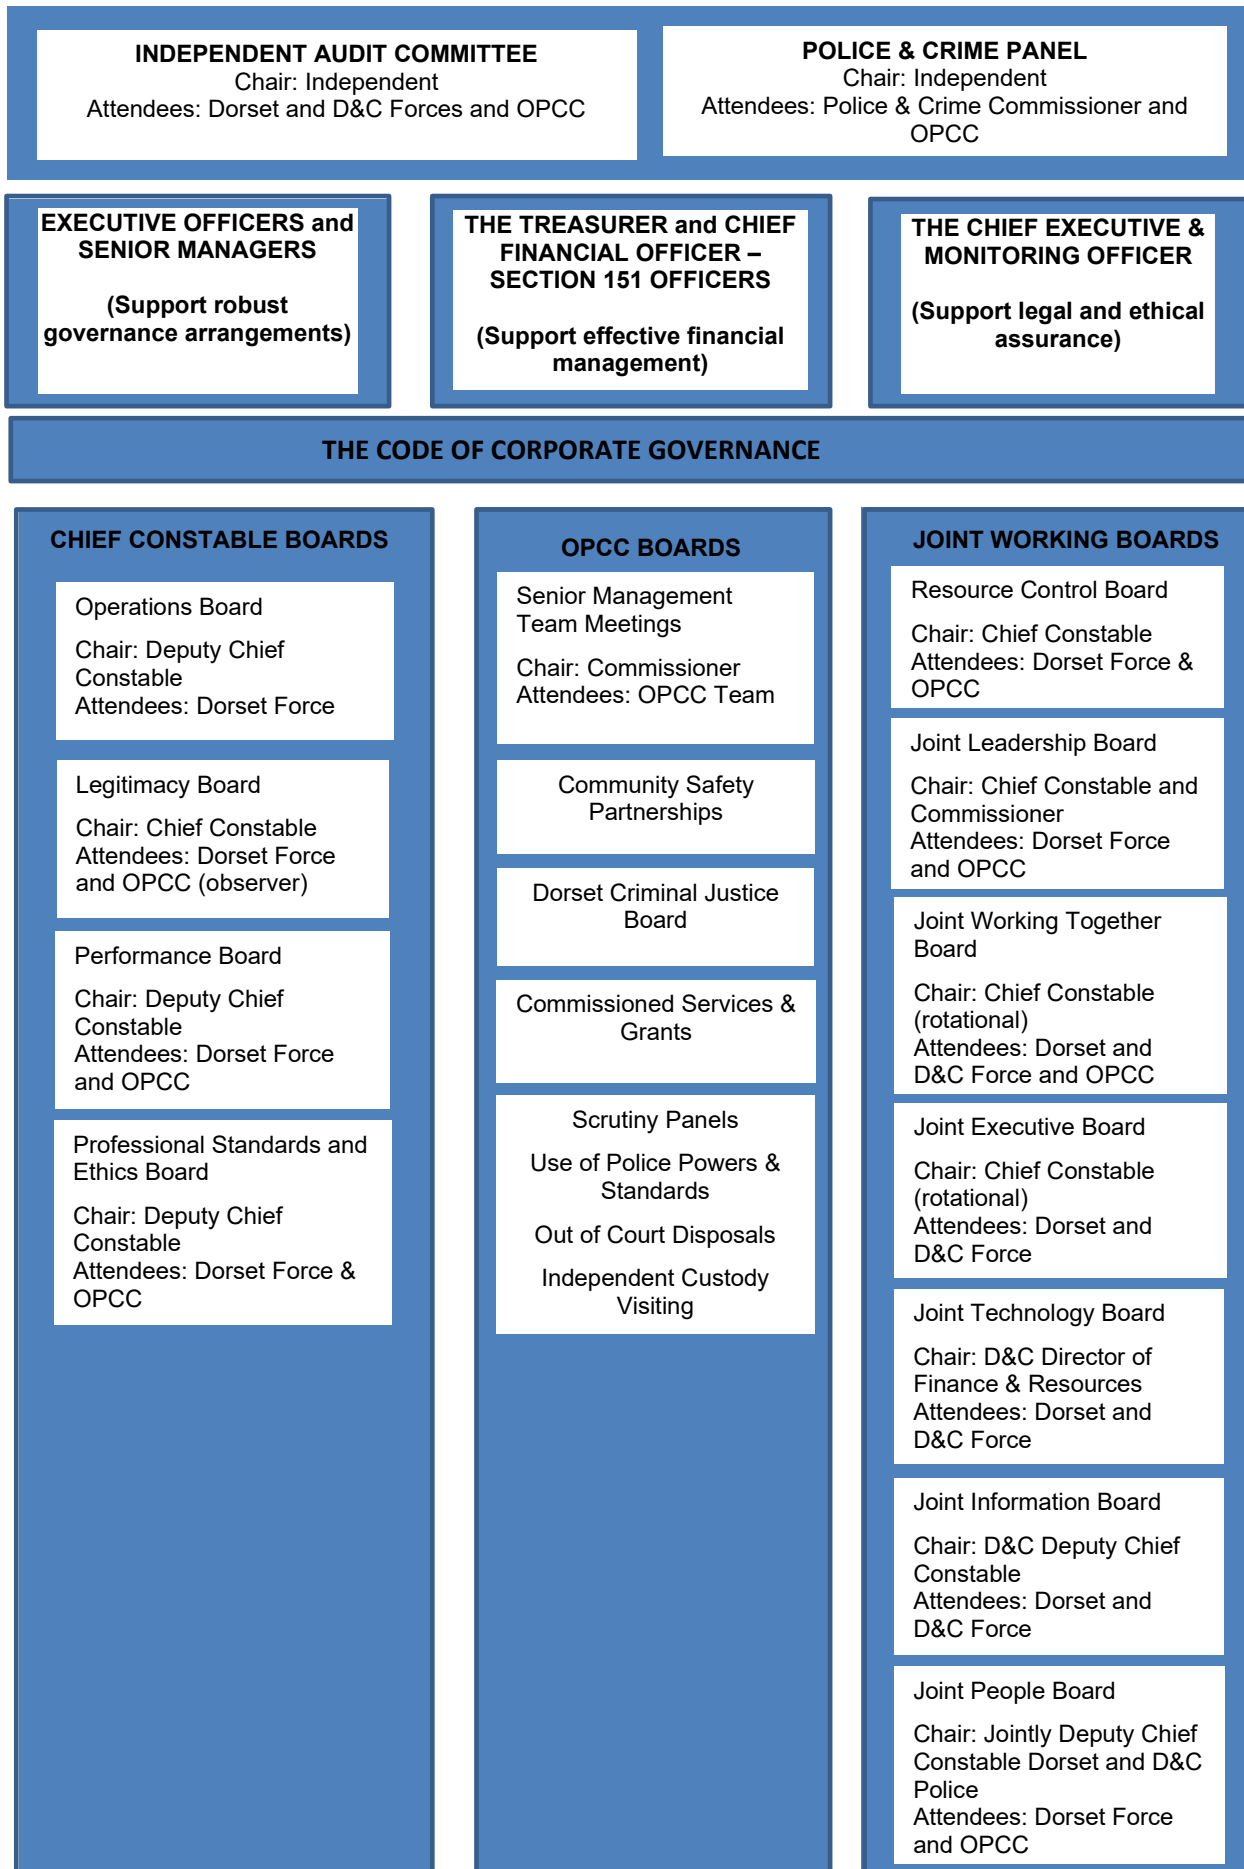 INDEPENDENT AUDIT COMMITTEE
Chair: Independent
Attendees: Dorset and D&C Forces and OPCC
POLICE & CRIME PANEL
Chair: Independent
Attendees: Police & Crime Commissioner and
OPCC
EXECUTIVE OFFICERS and
SENIOR MANAGERS
(Support robust
governance arrangements)
THE TREASURER and CHIEF
FINANCIAL OFFICER –
SECTION 151 OFFICERS
(Support effective financial
management)
THE CHIEF EXECUTIVE &
MONITORING OFFICER
(Support legal and ethical
assurance)
THE CODE OF CORPORATE GOVERNANCE
CHIEF CONSTABLE BOARDS
Operations Board
Chair: Deputy Chief
Constable
Attendees: Dorset Force
Legitimacy Board
Chair: Chief Constable
Attendees: Dorset Force
and OPCC (observer)
Performance Board
Chair: Deputy Chief
Constable
Attendees: Dorset Force
and OPCC
Professional Standards and
Ethics Board
Chair: Deputy Chief
Constable
Attendees: Dorset Force &
OPCC
OPCC BOARDS
Senior Management
Team Meetings
Chair: Commissioner
Attendees: OPCC Team
Community Safety
Partnerships
Dorset Criminal Justice
Board
Commissioned Services &
Grants
Scrutiny Panels
Use of Police Powers &
Standards
Out of Court Disposals
Independent Custody
Visiting
JOINT WORKING BOARDS
Resource Control Board
Chair: Chief Constable
Attendees: Dorset Force &
OPCC
Joint Leadership Board
Chair: Chief Constable and
Commissioner
Attendees: Dorset Force
and OPCC
Joint Working Together
Board
Chair: Chief Constable
(rotational)
Attendees: Dorset and
D&C Force and OPCC
Joint Executive Board
Chair: Chief Constable
(rotational)
Attendees: Dorset and
D&C Force
Joint Technology Board
Chair: D&C Director of
Finance & Resources
Attendees: Dorset and
D&C Force
Joint Information Board
Chair: D&C Deputy Chief
Constable
Attendees: Dorset and
D&C Force
Joint People Board
Chair: Jointly Deputy Chief
Constable Dorset and D&C
Police
Attendees: Dorset Force
and OPCC